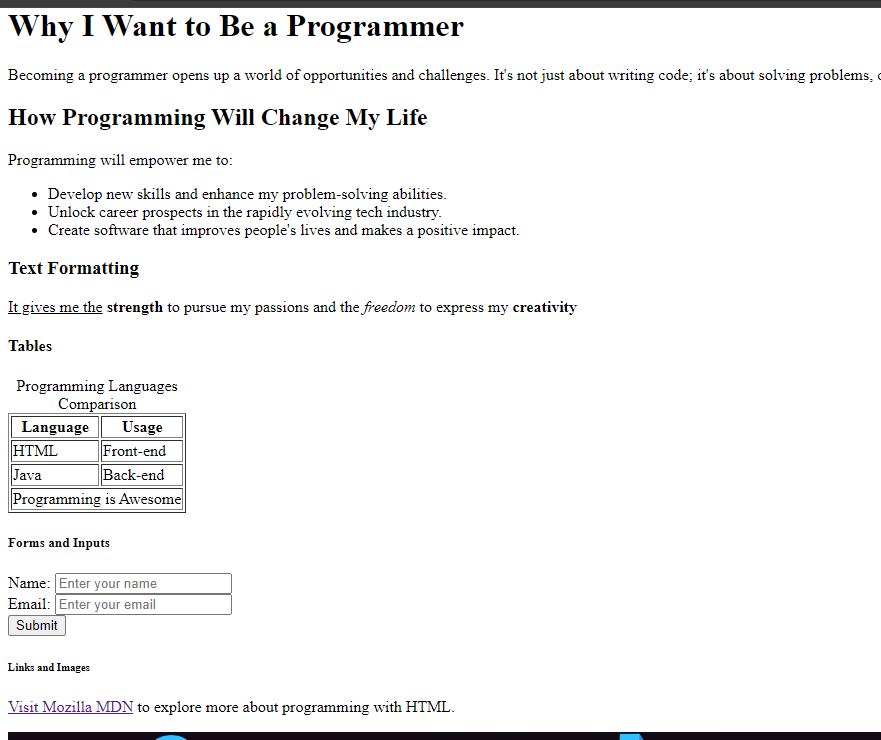 Why I Want to Be a Programmer
Becoming a programmer opens up a world of opportunities and challenges. It's not just about writing code; it's about solving problems,
How Programming Will Change My Life
Programming will empower me to:
• Develop new skills and enhance my problem-solving abilities.
• Unlock career prospects in the rapidly evolving tech industry.
• Create software that improves people's lives and makes a positive impact.
Text Formatting
It gives me the strength to pursue my passions and the freedom to express my creativity
Tables
Programming Languages
Comparison
Language Usage
HTML Front-end
Java Back-end
Programming is Awesome
Forms and Inputs
Name: Enter your name
Email: Enter your email
Submit
Links and Images
Visit Mozilla MDN to explore more about programming with HTML.